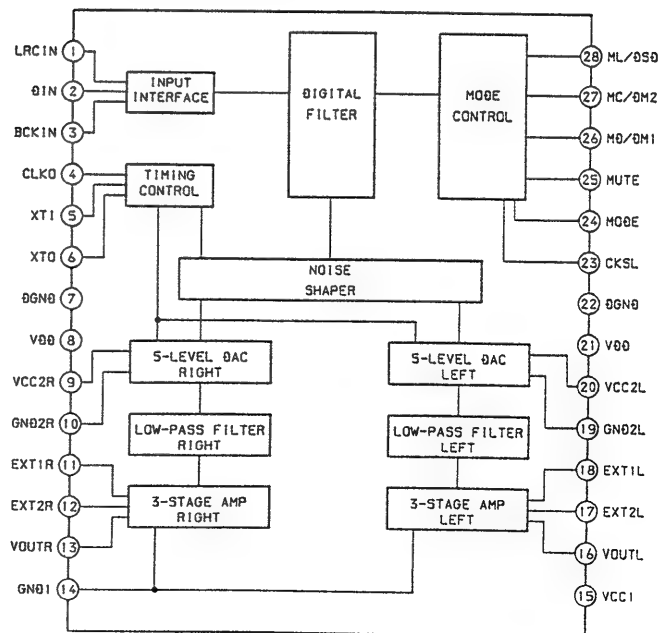 LRCIN 1
DIN 2
BCKIN 3
CLKO 4
XTI 5
XTO 6
DGND 7
VDD 8
VCC2R 9
GND2R 10
EXT1R 11
EXT2R 12
VOUTR 13
GND1 14
INPUT
INTERFACE
TIMING
CONTROL
DIGITAL
FILTER
MODE
CONTROL
NOISE
SHAPER
5-LEVEL DAC
RIGHT
LOW-PASS FILTER
RIGHT
3-STAGE AMP
RIGHT
5-LEVEL DAC
LEFT
LOW-PASS FILTER
LEFT
3-STAGE AMP
LEFT
28 ML/DSD
27 MC/DM2
26 MD/DM1
25 MUTE
24 MODE
23 CKSL
22 DGND
21 VDD
20 VCC2L
19 GND2L
18 EXT1L
17 EXT2L
16 VOUTL
15 VCC1